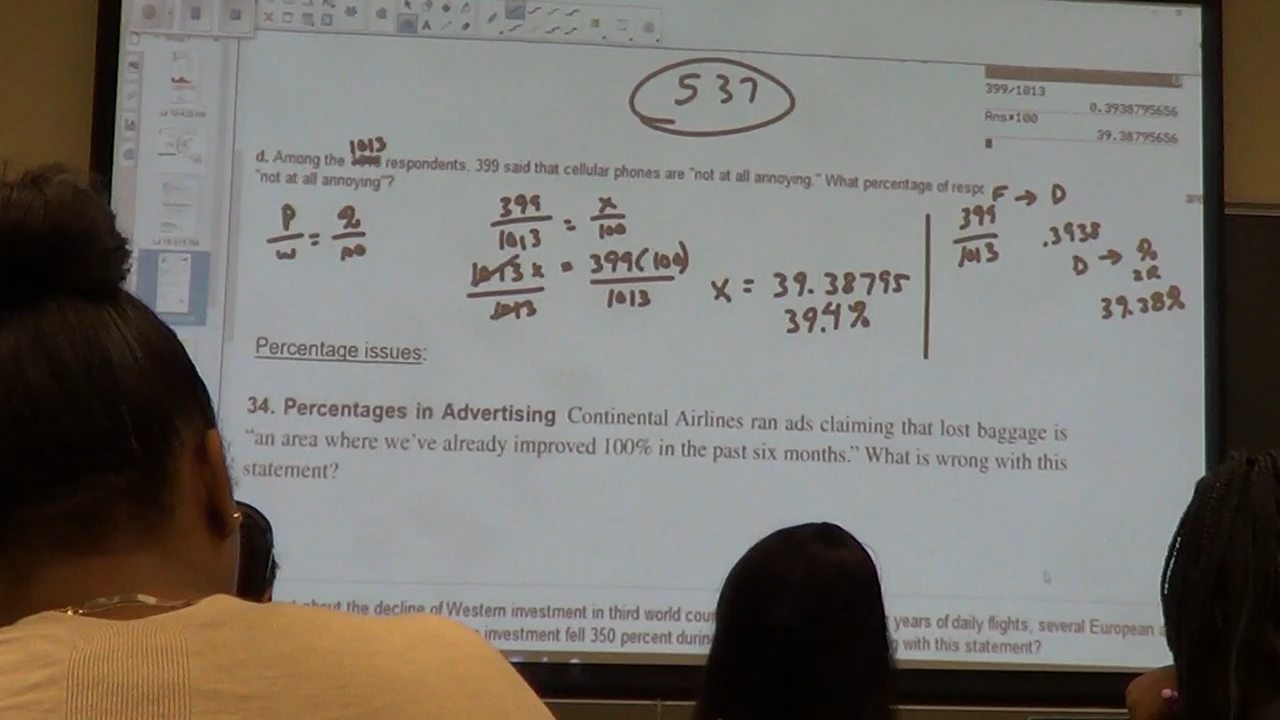 537
399/1013
0.3938795656
Ans*100
39.38795656
1013
d. Among the respondents, 399 said that cellular phones are "not at all annoying." What percentage of respo
"not at all annoying"?
P/w = %/100
399/1013 = x/100
1013x/1013 = 399(100)/1013
x = 39.38795
39.4%
F → D
399/1013 .3938
D → %
2R
39.38%
Percentage issues:
34. Percentages in Advertising Continental Airlines ran ads claiming that lost baggage is
"an area where we've already improved 100% in the past six months." What is wrong with this
statement?
about the decline of Western investment in third world cou years of daily flights, several European
investment fell 350 percent durin with this statement?